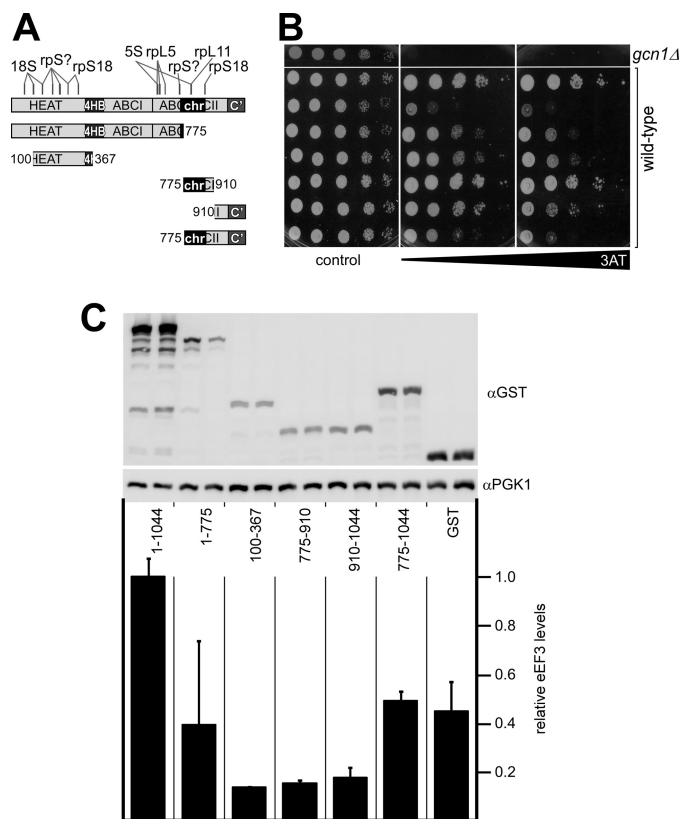 A
5S rpL5 rpL11
18S rpS? rpS18 rpS? rpS18
HEAT 4HB ABCI ABC chr CII C'
HEAT 4HB ABCI ABC 775
100 HEAT 4 367
775 chr C 910
910 I C'
775 chr CII C'
B
gcn1Δ
wild-type
control 3AT
C
αGST
αPGK1
1-1044
1-775
100-367
775-910
910-1044
775-1044
GST
1.0
0.8
0.6
0.4
0.2
relative eEF3 levels